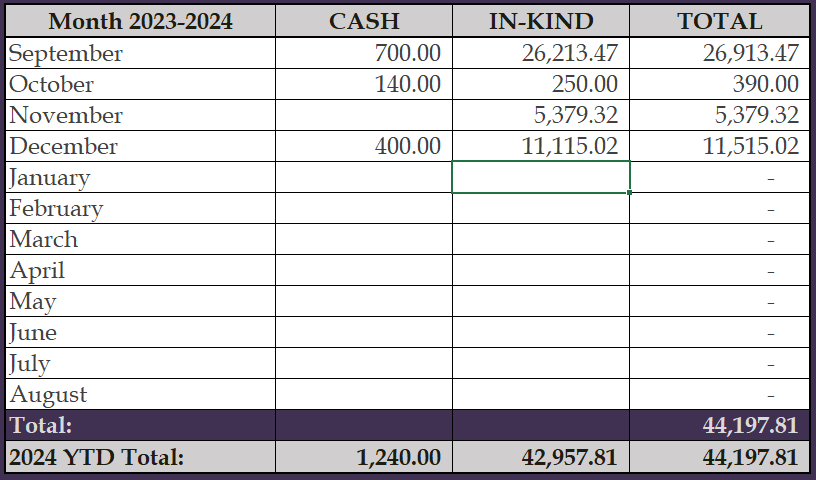 Month 2023-2024 CASH IN-KIND TOTAL
September 700.00 26,213.47 26,913.47
October 140.00 250.00 390.00
November 5,379.32 5,379.32
December 400.00 11,115.02 11,515.02
January -
February -
March -
April -
May -
June -
July -
August -
Total: 44,197.81
2024 YTD Total: 1,240.00 42,957.81 44,197.81